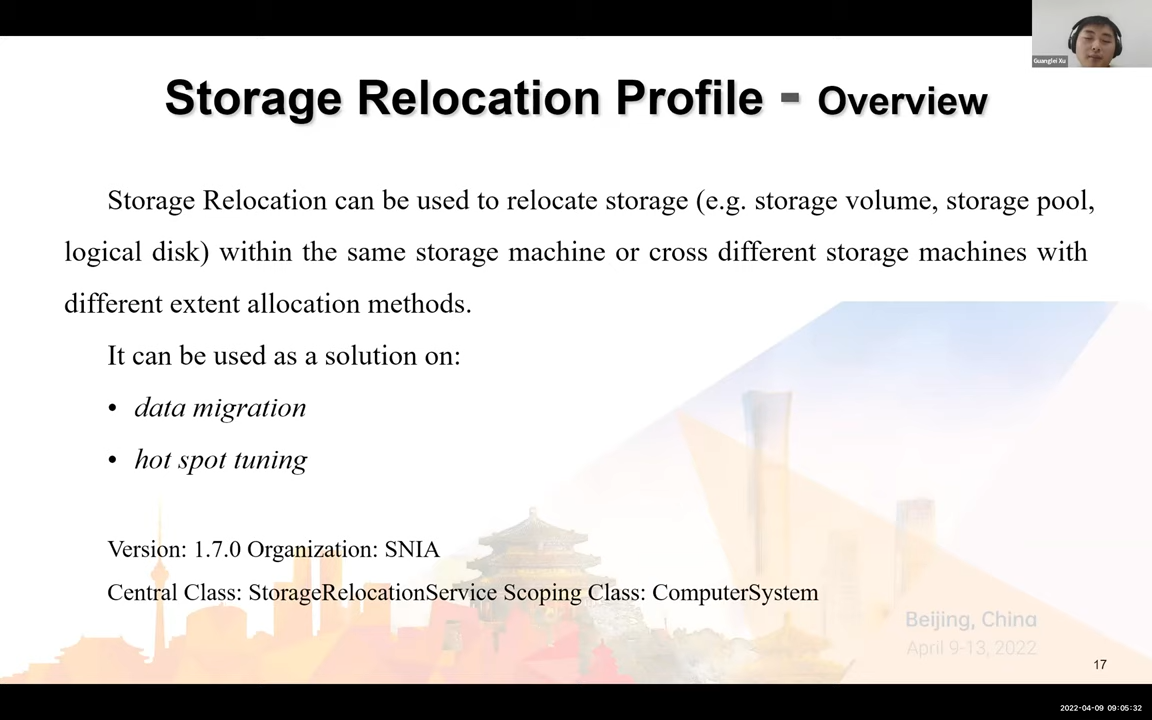 Guanglei Xu
Storage Relocation Profile - Overview
Storage Relocation can be used to relocate storage (e.g. storage volume, storage pool,
logical disk) within the same storage machine or cross different storage machines with
different extent allocation methods.
It can be used as a solution on:
• data migration
• hot spot tuning
Version: 1.7.0 Organization: SNIA
Central Class: StorageRelocationService Scoping Class: ComputerSystem
Beijing, China
April 9-13, 2022
17
2022-04-09 09:05:32